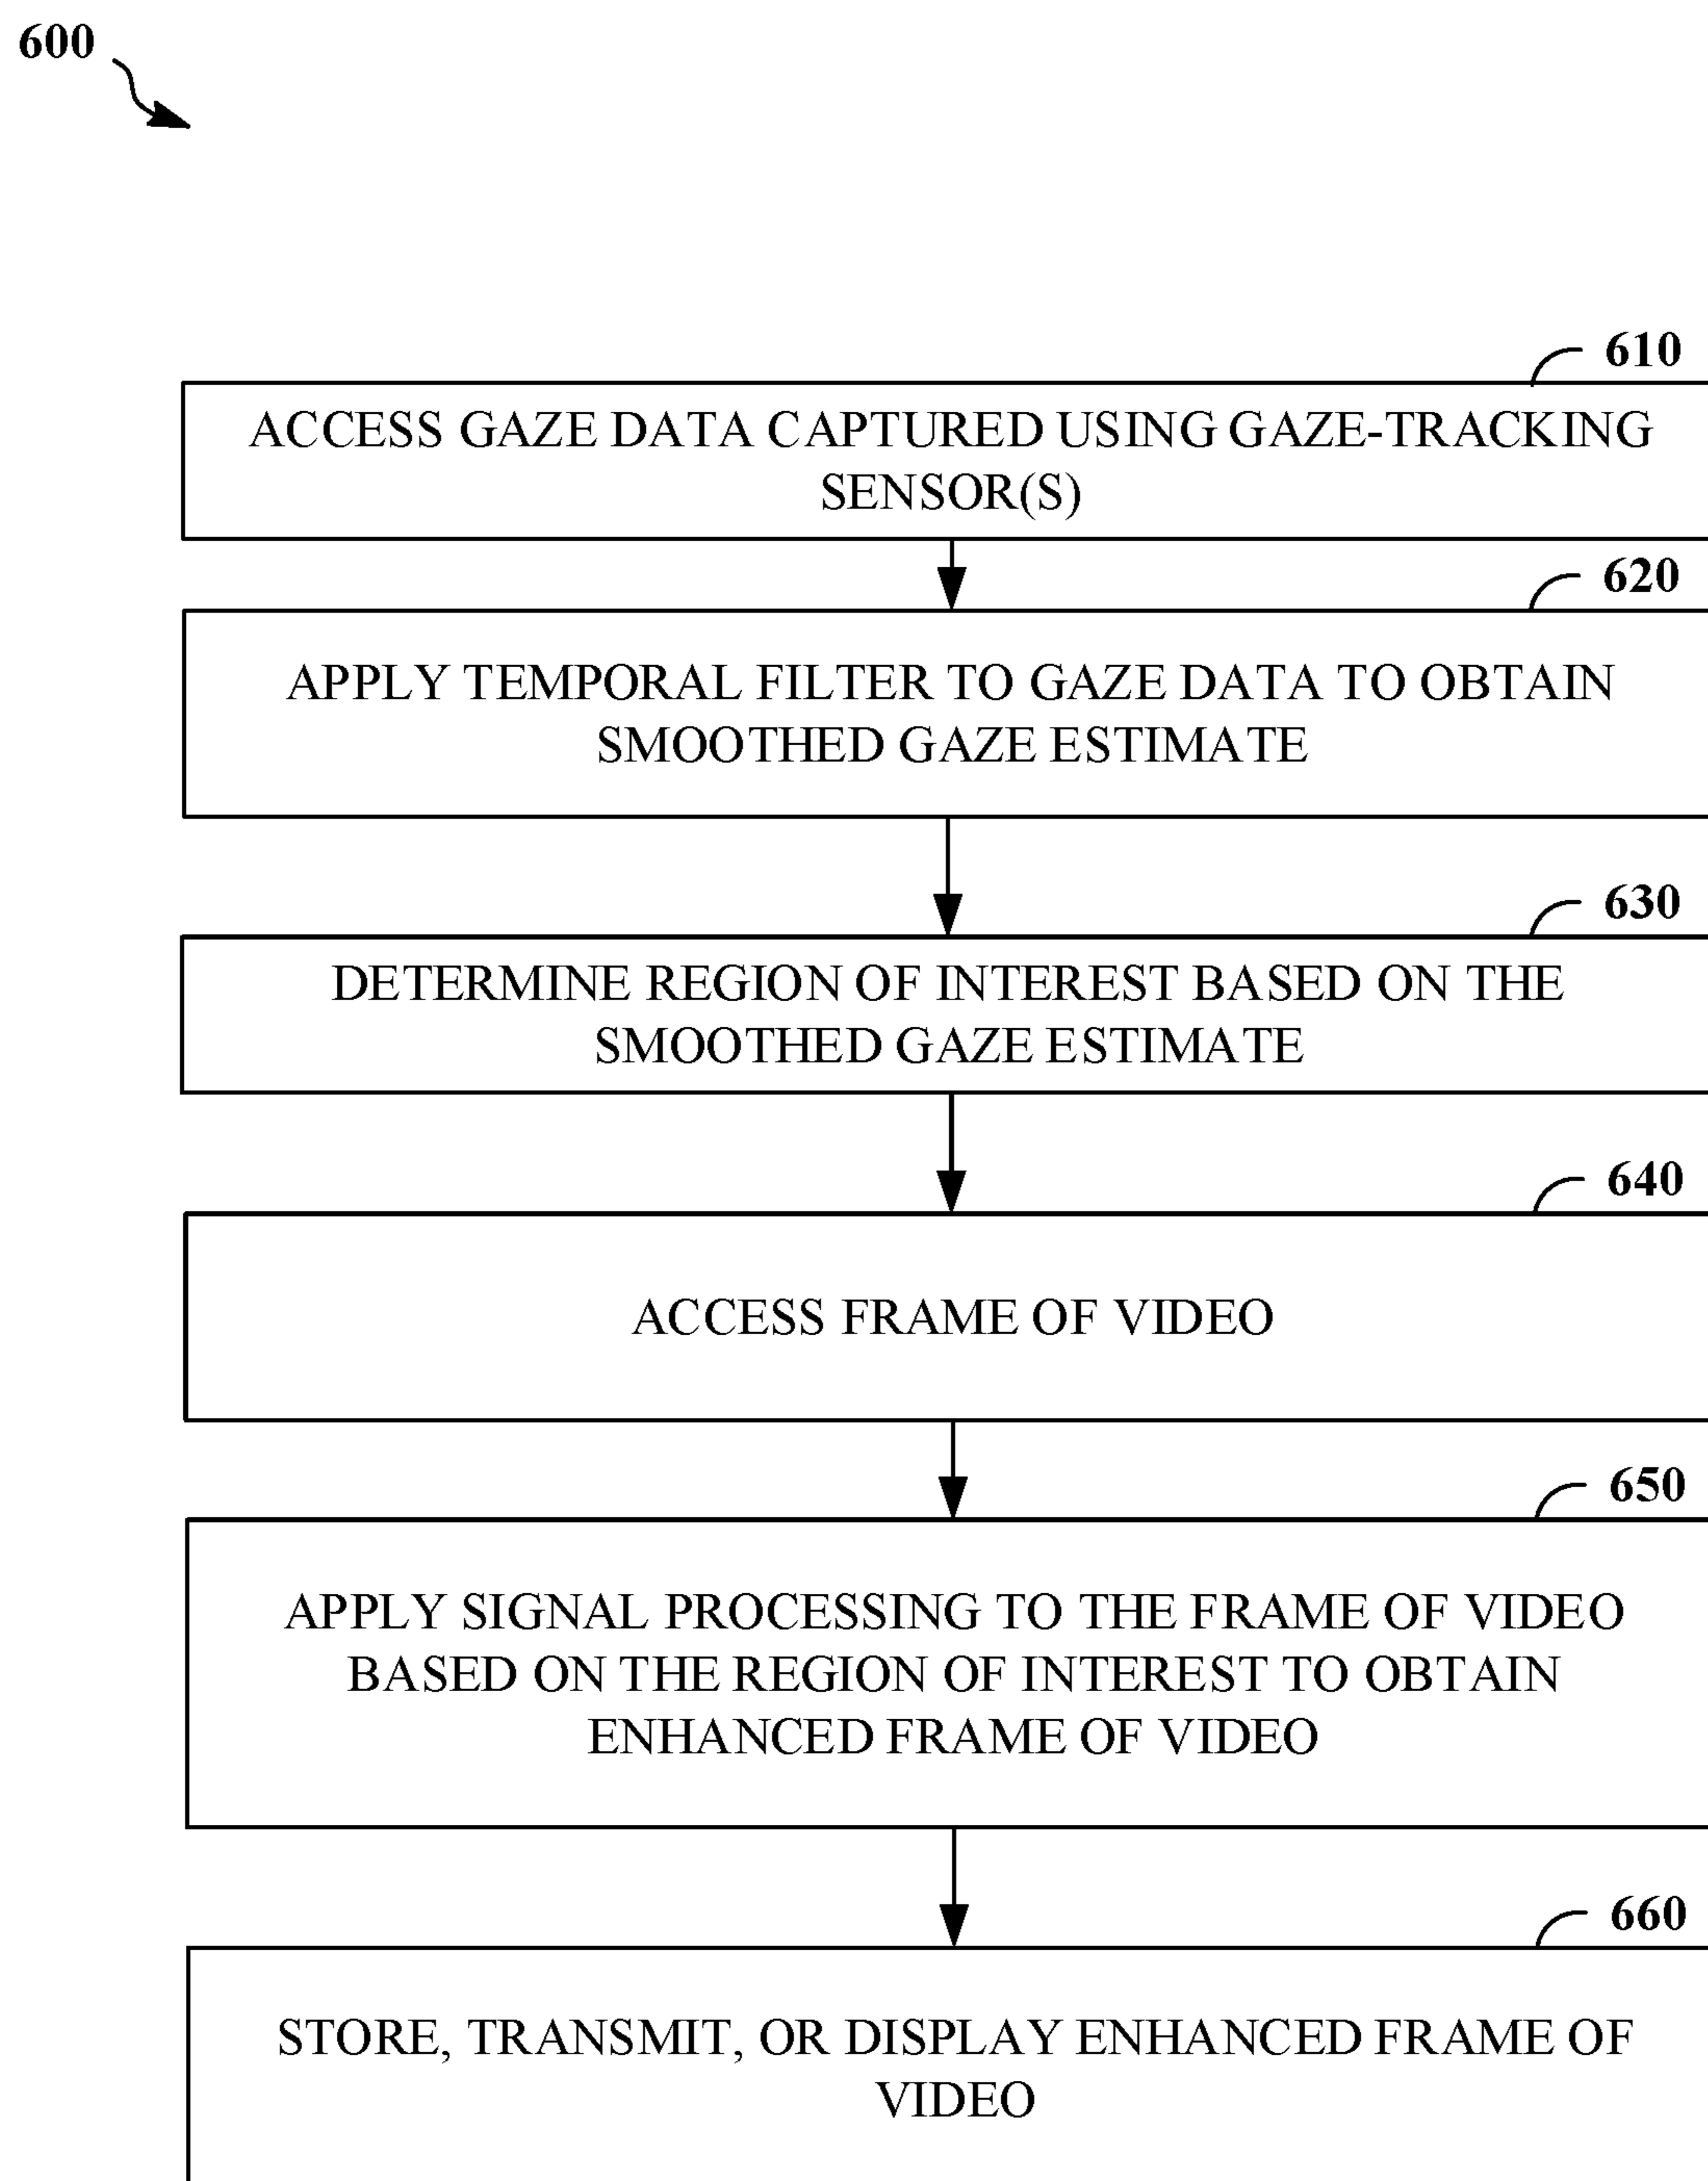 600
610
ACCESS GAZE DATA CAPTURED USING GAZE-TRACKING
SENSOR(S)
620
APPLY TEMPORAL FILTER TO GAZE DATA TO OBTAIN
SMOOTHED GAZE ESTIMATE
630
DETERMINE REGION OF INTEREST BASED ON THE
SMOOTHED GAZE ESTIMATE
640
ACCESS FRAME OF VIDEO
650
APPLY SIGNAL PROCESSING TO THE FRAME OF VIDEO
BASED ON THE REGION OF INTEREST TO OBTAIN
ENHANCED FRAME OF VIDEO
660
STORE, TRANSMIT, OR DISPLAY ENHANCED FRAME OF
VIDEO